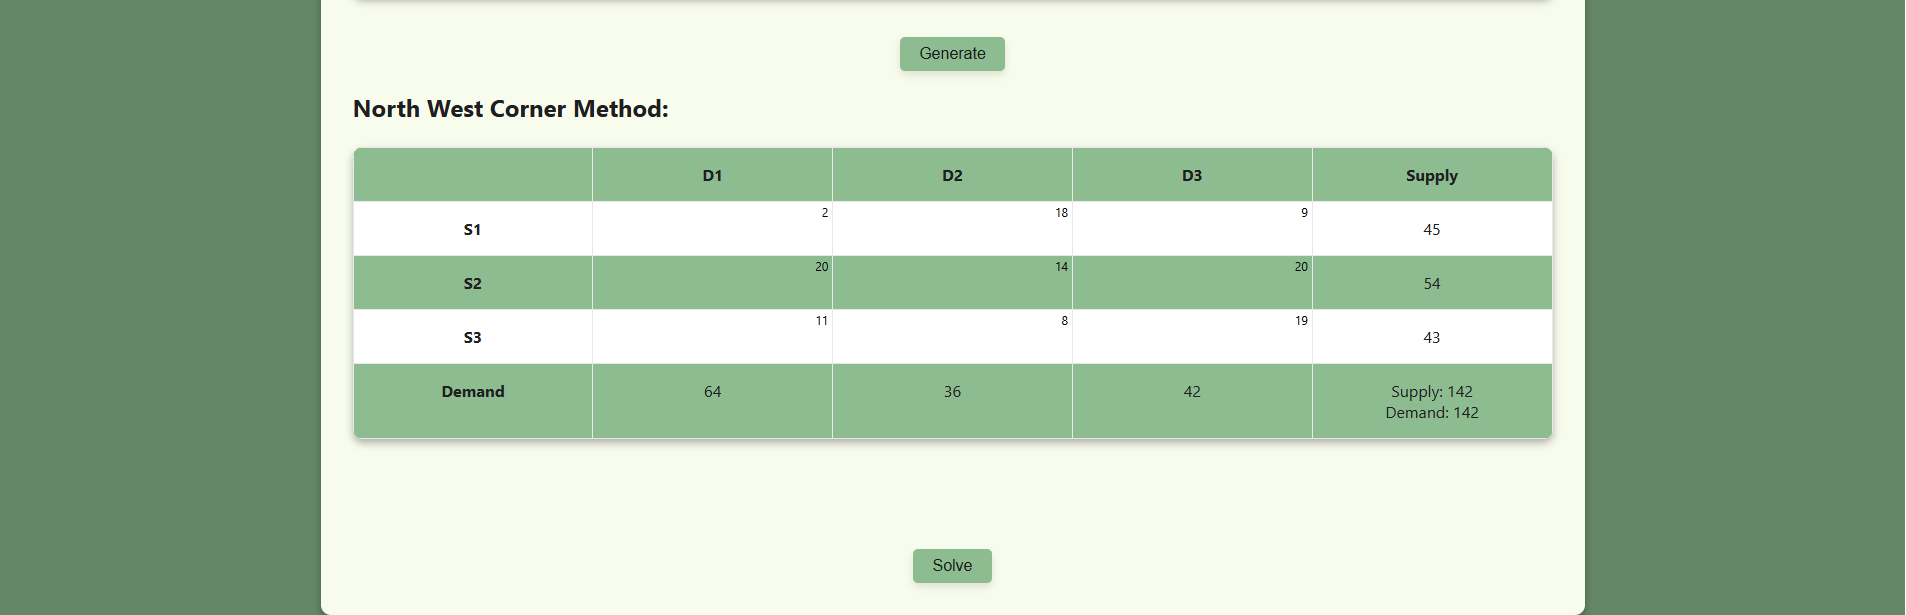 Generate
North West Corner Method:
D1 D2 D3 Supply
S1 2 18 9 45
S2 20 14 20 54
S3 11 8 19 43
Demand 64 36 42 Supply: 142
Demand: 142
Solve